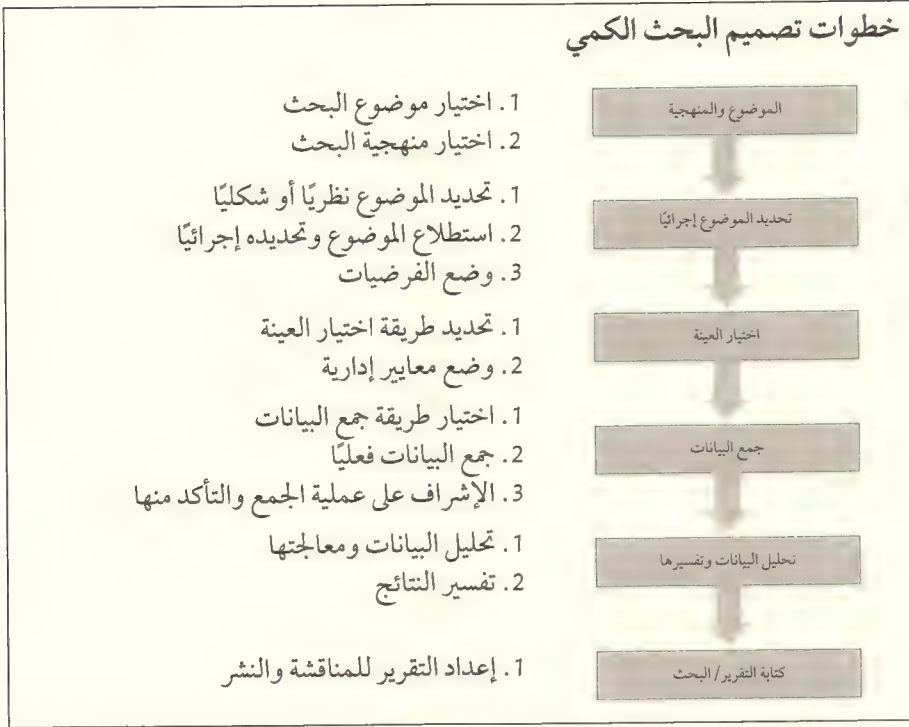 خطوات تصميم البحث الكمي
الموضوع والمنهجية
1. اختيار موضوع البحث
2. اختيار منهجية البحث
تحديد الموضوع إجرائيًا
1. تحديد الموضوع نظريًا أو شكليًا
2. استطلاع الموضوع وتحديده إجرائيًا
3. وضع الفرضيات
اختيار العينة
1. تحديد طريقة اختيار العينة
2. وضع معايير إدارية
جمع البيانات
1. اختيار طريقة جمع البيانات
2. جمع البيانات فعليًا
3. الإشراف على عملية الجمع والتأكد منها
تحليل البيانات وتفسيرها
1. تحليل البيانات ومعالجتها
2. تفسير النتائج
كتابة التقرير/ البحث
1. إعداد التقرير للمناقشة والنشر